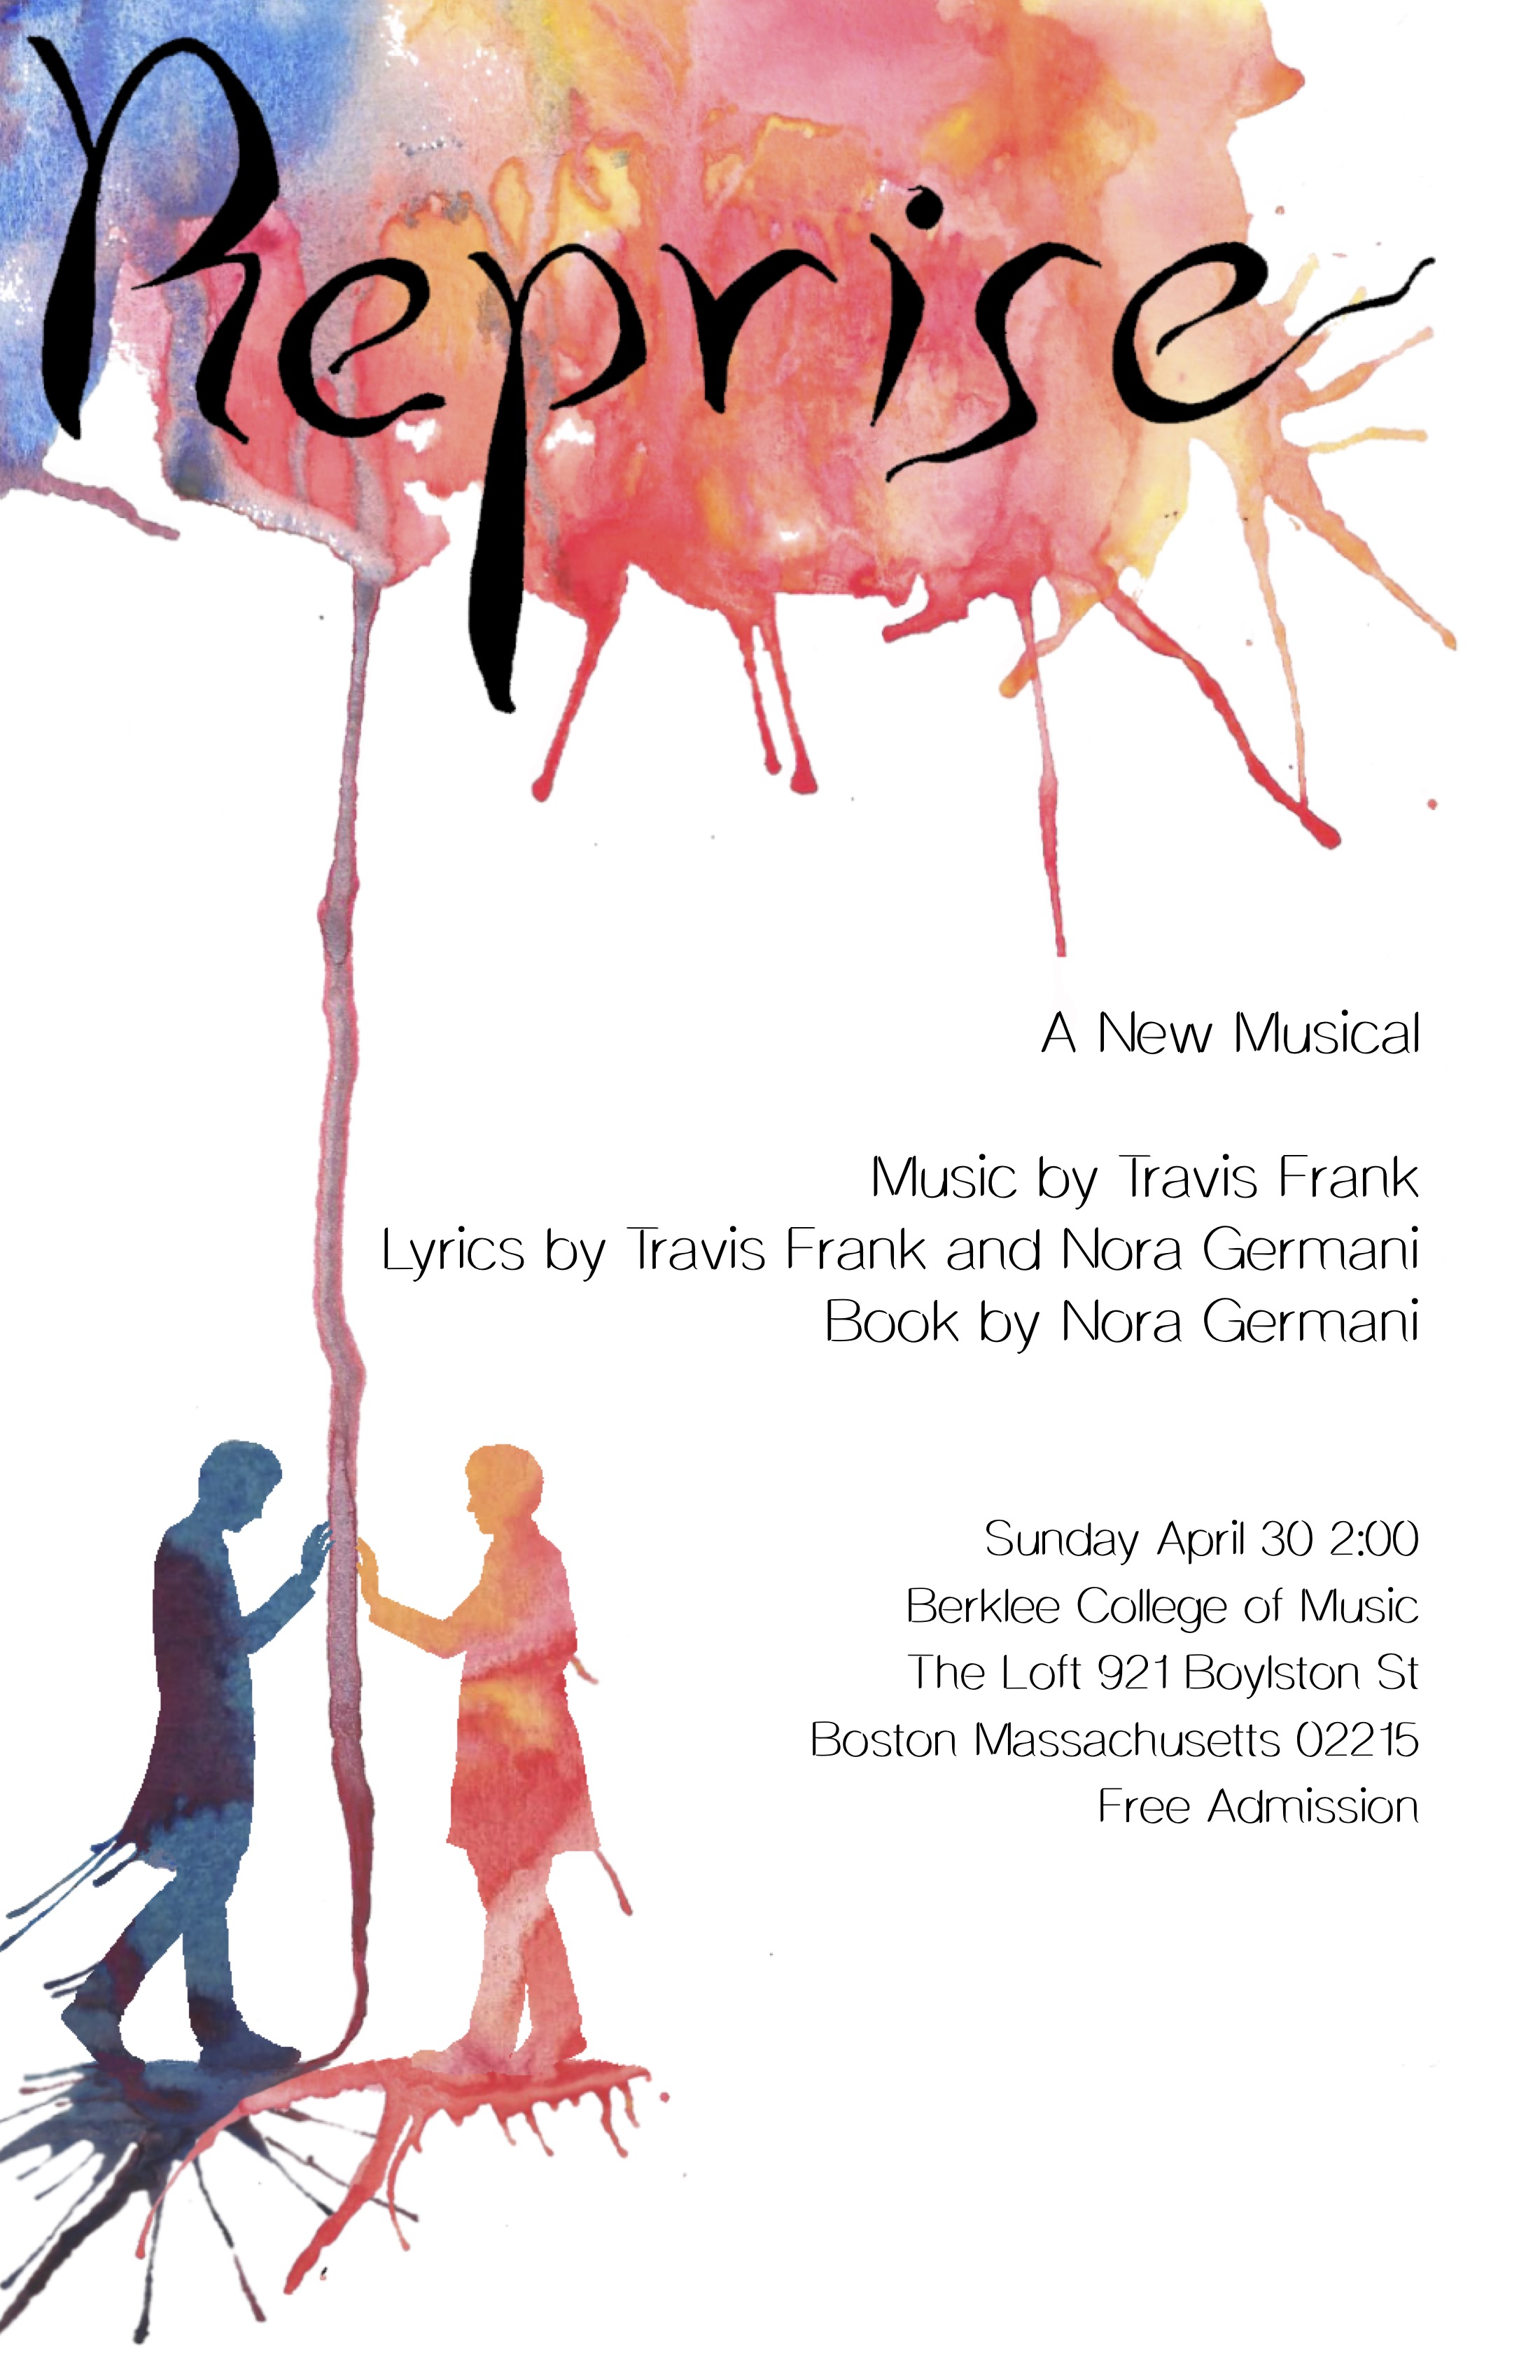 Reprise
A New Musical
Music by Travis Frank
Lyrics by Travis Frank and Nora Germani
Book by Nora Germani
Sunday April 30 2:00
Berklee College of Music
The Loft 921 Boylston St
Boston Massachusetts 02215
Free Admission